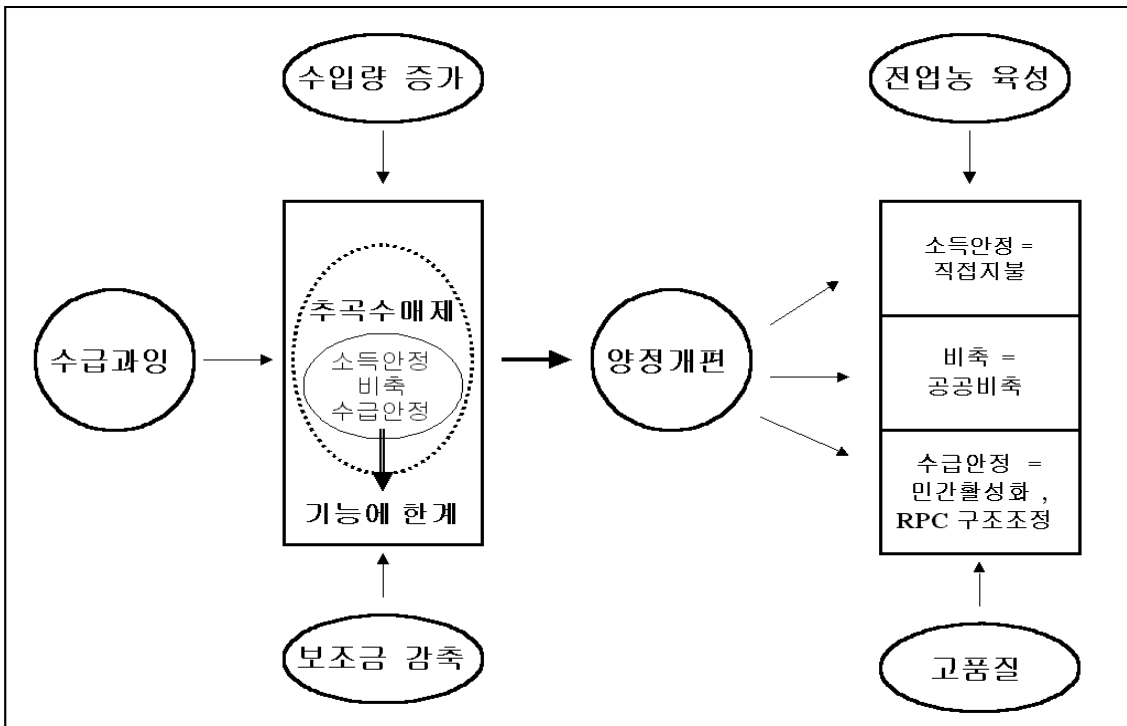 수입량 증가
전업농 육성
수급과잉
추곡수매제
소득안정
비축
수급안정
기능에 한계
양정개편
소득안정 =
직접지불
비축 =
공공비축
수급안정 =
민간활성화 ,
RPC 구조조정
보조금 감축
고품질